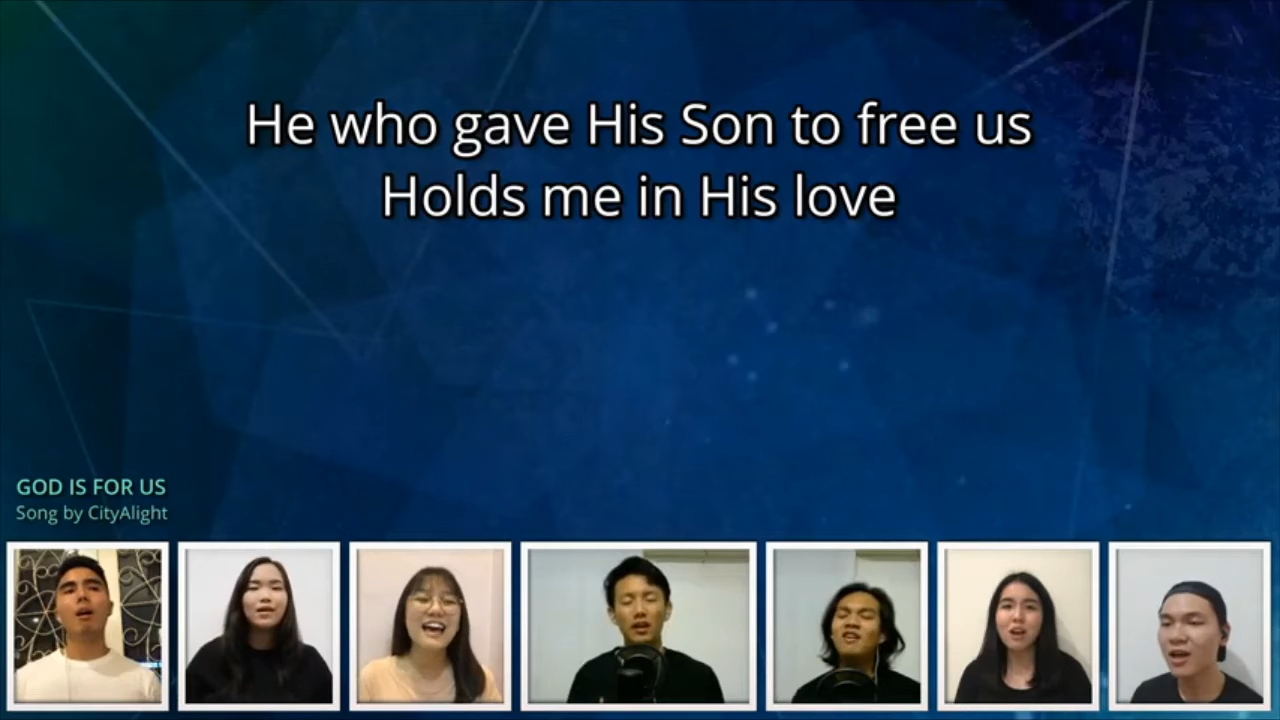 He who gave His Son to free us
Holds me in His love
GOD IS FOR US
Song by CityAlight